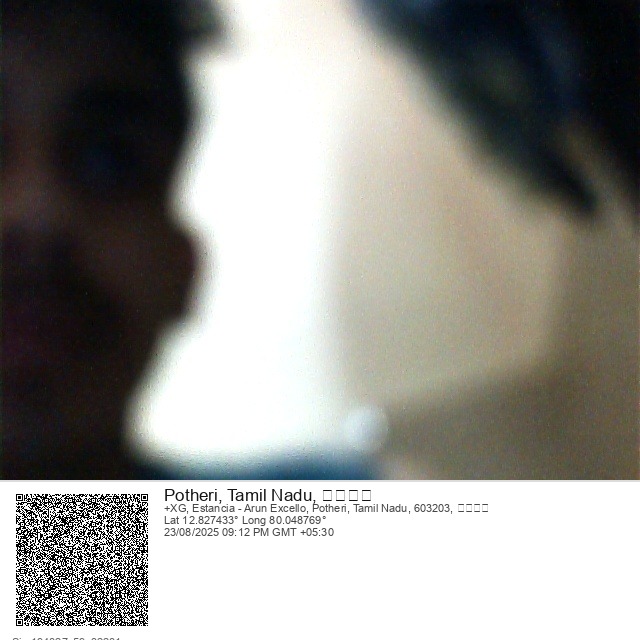 Potheri, Tamil Nadu,
+XG, Estancia - Arun Excello, Potheri, Tamil Nadu, 603203,
Lat 12.827433° Long 80.048769°
23/08/2025 09:12 PM GMT +05:30